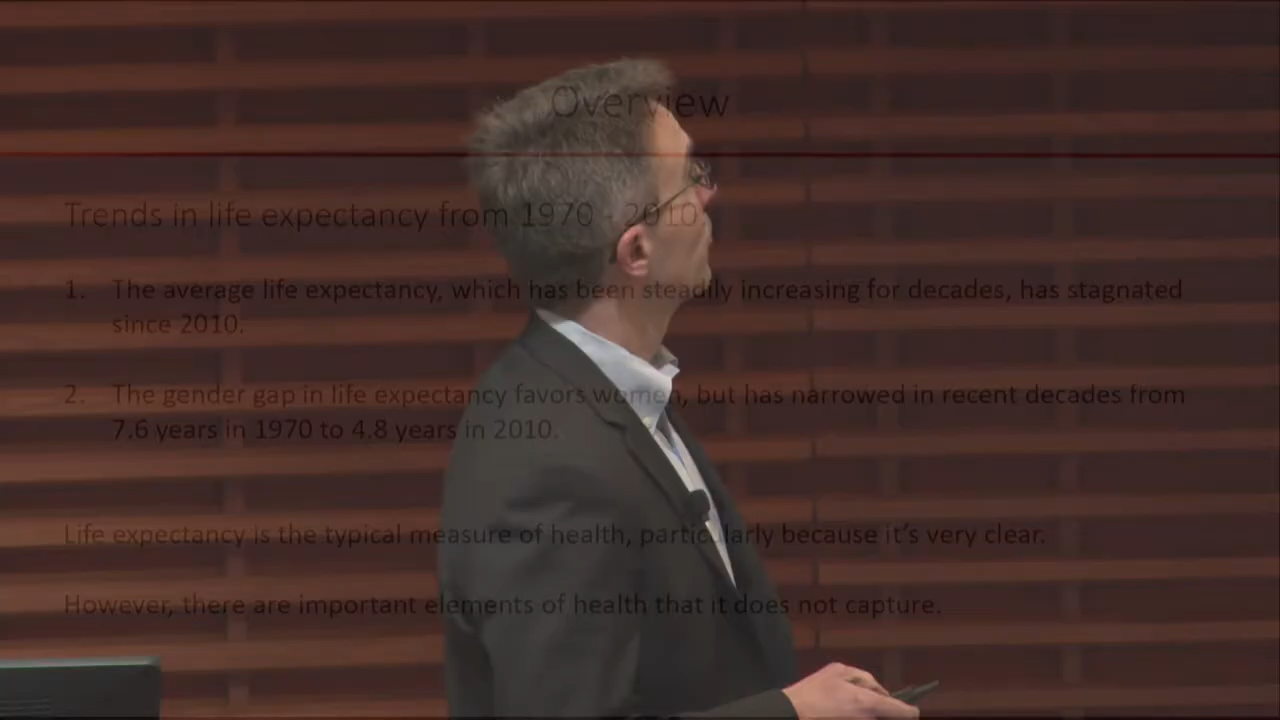 Overview
Trends in life expectancy from 1970 - 2010
1. The average life expectancy, which has been steadily increasing for decades, has stagnated
since 2010.
2. The gender gap in life expectancy favors women, but has narrowed in recent decades from
7.6 years in 1970 to 4.8 years in 2010.
Life expectancy is the typical measure of health, particularly because it’s very clear.
However, there are important elements of health that it does not capture.